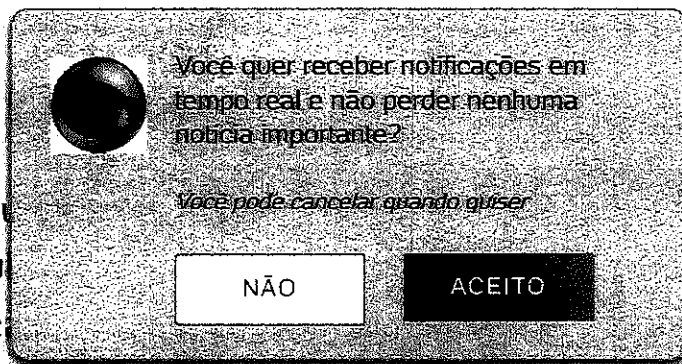 Você quer receber notificações em
tempo real e não perder nenhuma
notícia importante?
Você pode cancelar quando quiser
NÃO
ACEITO